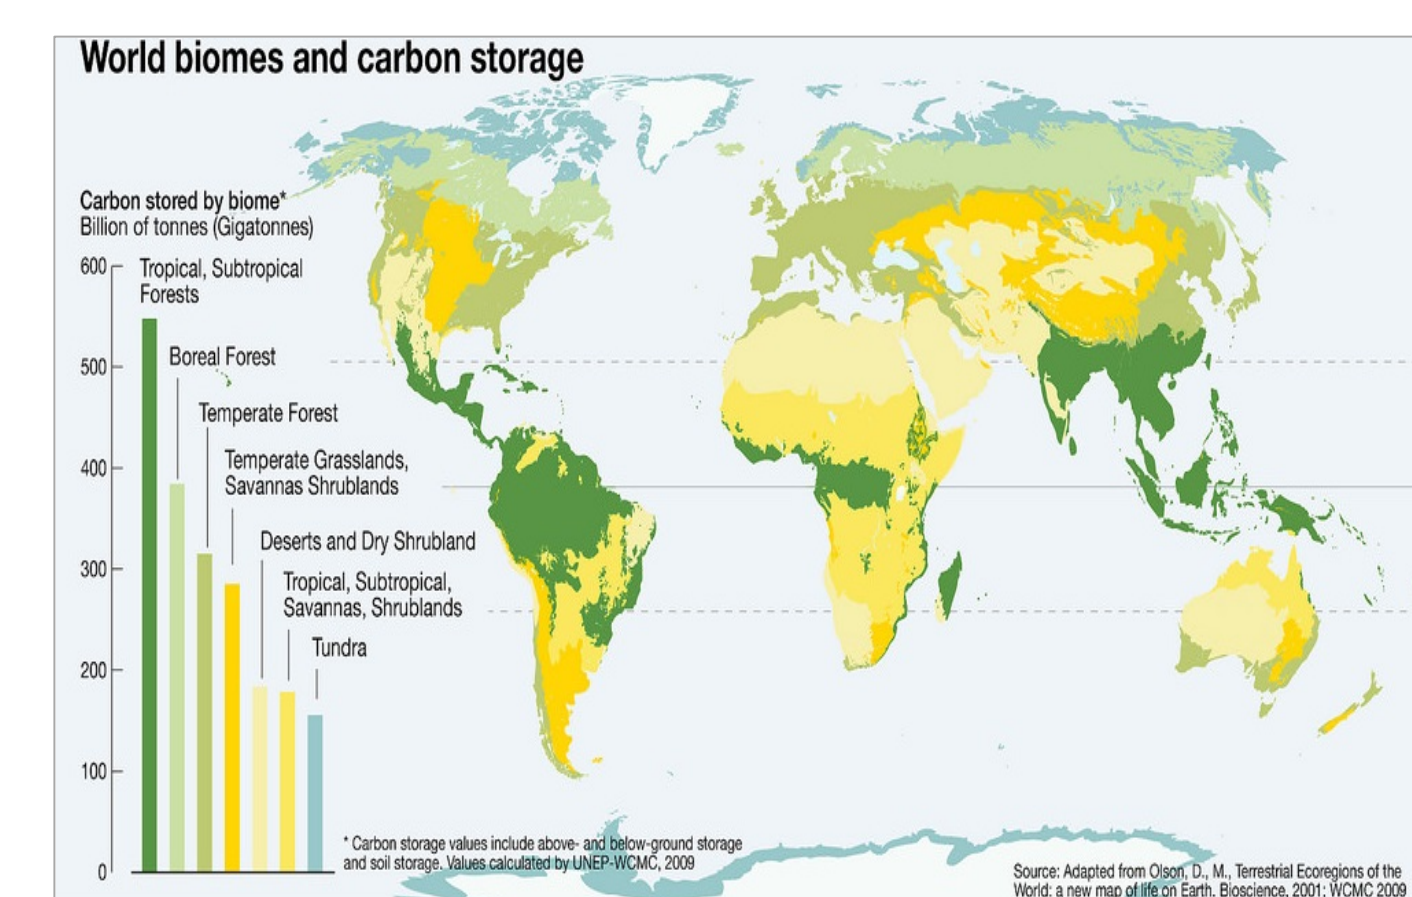 World biomes and carbon storage
Carbon stored by biome*
Billion of tonnes (Gigatonnes)
600
Tropical, Subtropical
Forests
500
Boreal Forest
Temperate Forest
400
Temperate Grasslands,
Savannas Shrublands
300
Deserts and Dry Shrubland
Tropical, Subtropical,
Savannas, Shrublands
200
Tundra
100
0
* Carbon storage values include above- and below-ground storage
and soil storage. Values calculated by UNEP-WCMC, 2009
Source: Adapted from Olson, D., M., Terrestrial Ecoregions of the
World: a new map of life on Earth. Bioscience, 2001; WCMC 2009